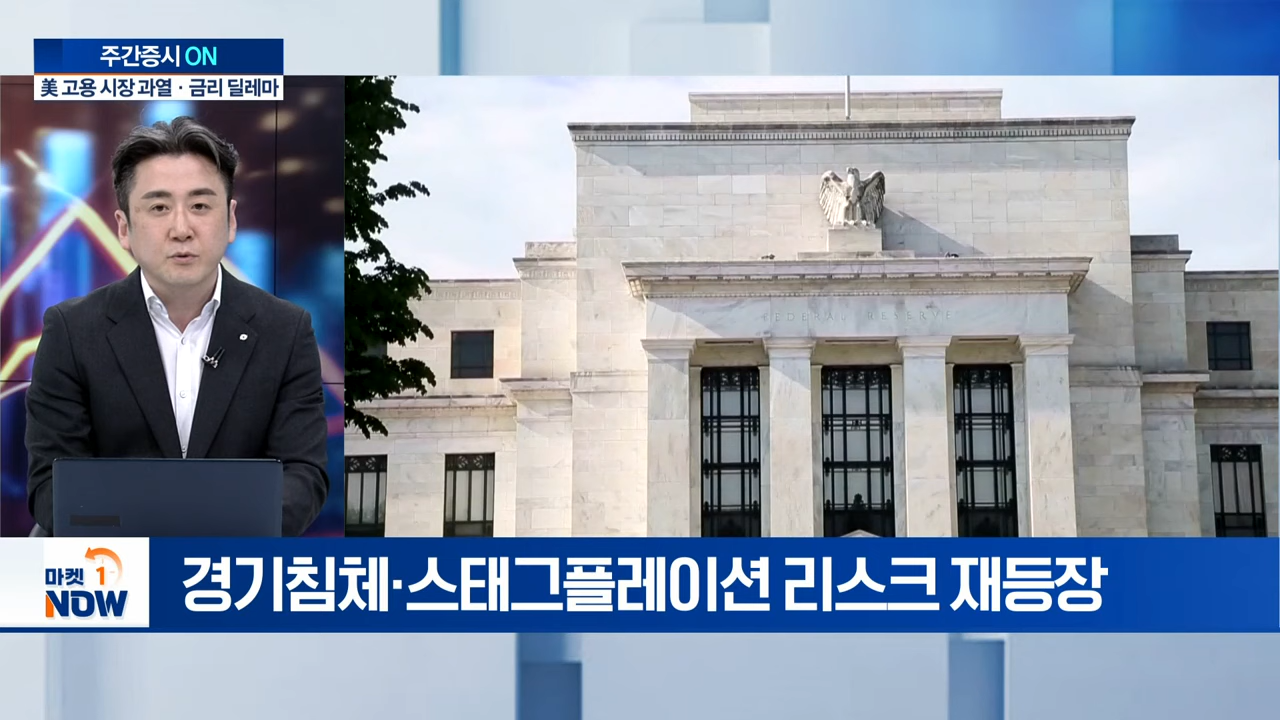 주간증시 ON
美 고용 시장 과열 · 금리 딜레마
FEDERAL RESERVE
마켓 1
NOW
경기침체·스태그플레이션 리스크 재등장